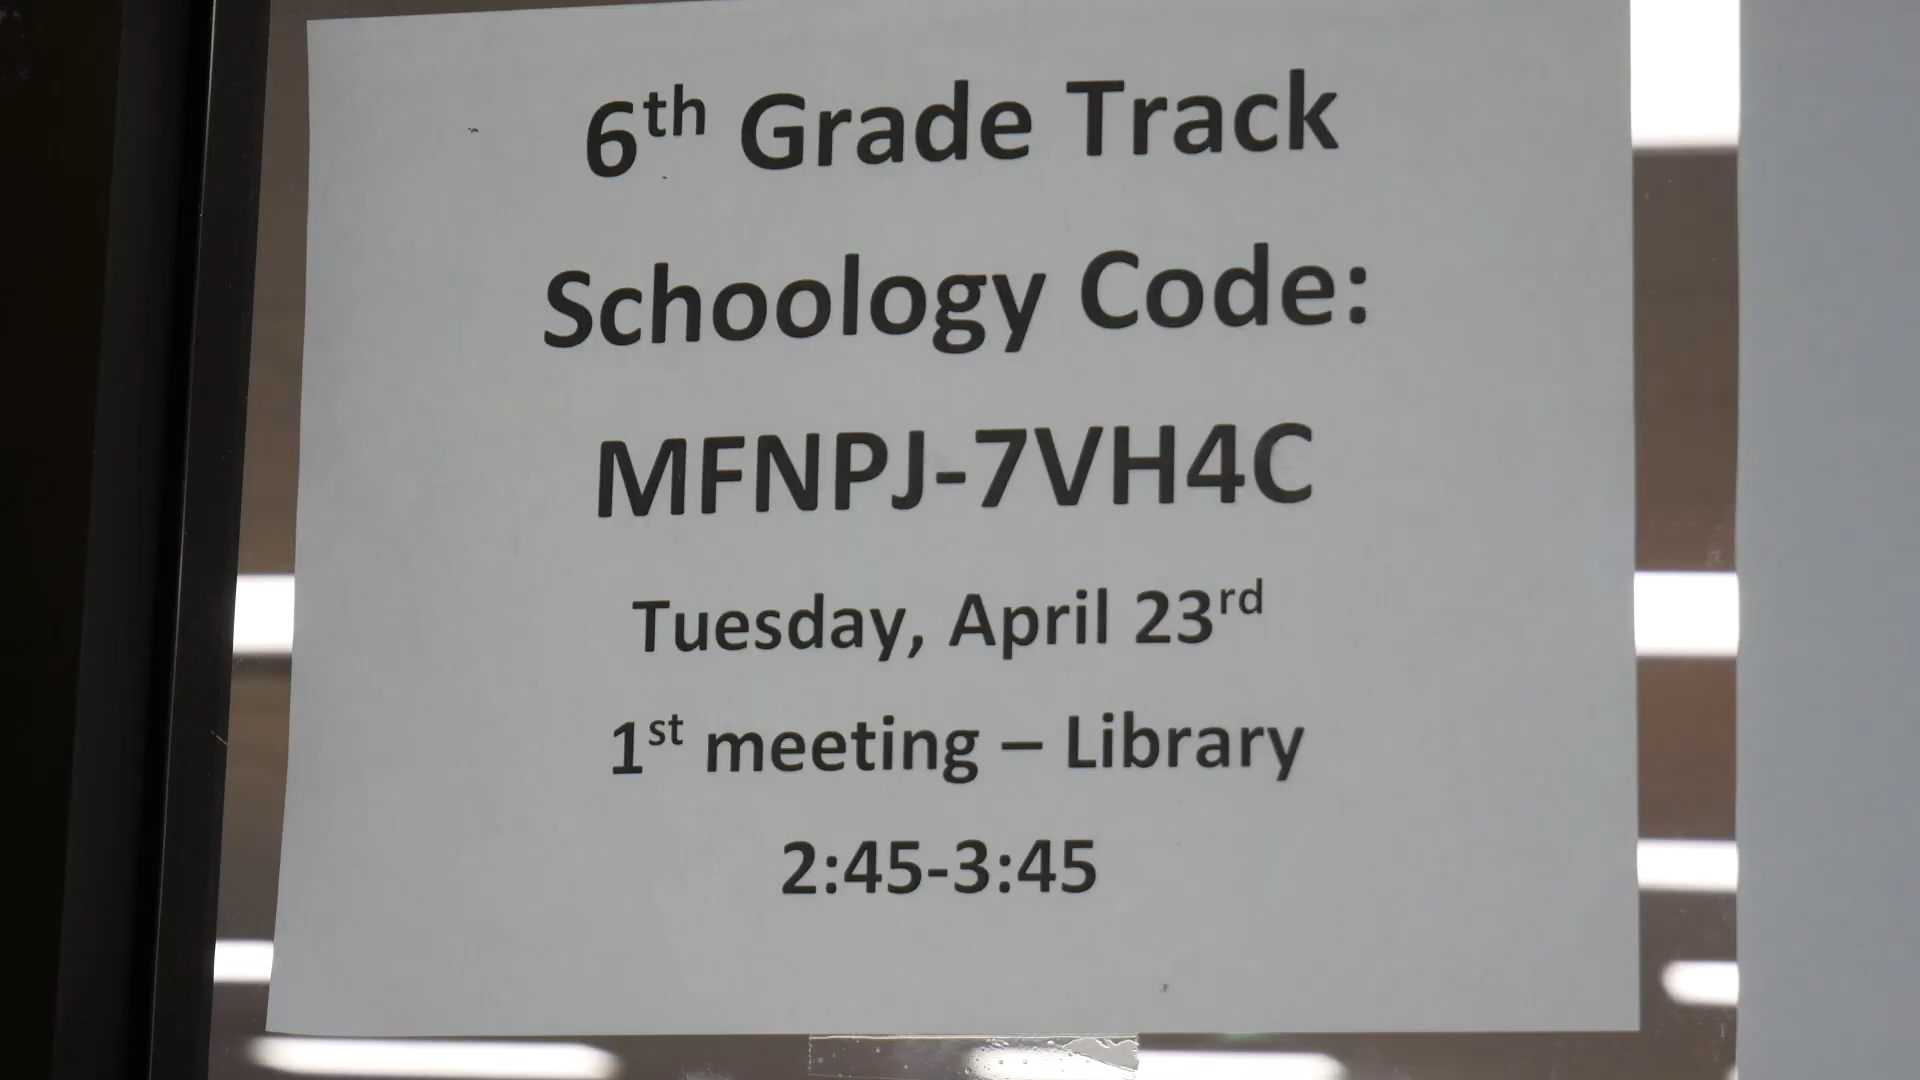 6th Grade Track
Schoology Code:
MFNPJ-7VH4C
Tuesday, April 23rd
1st meeting – Library
2:45-3:45